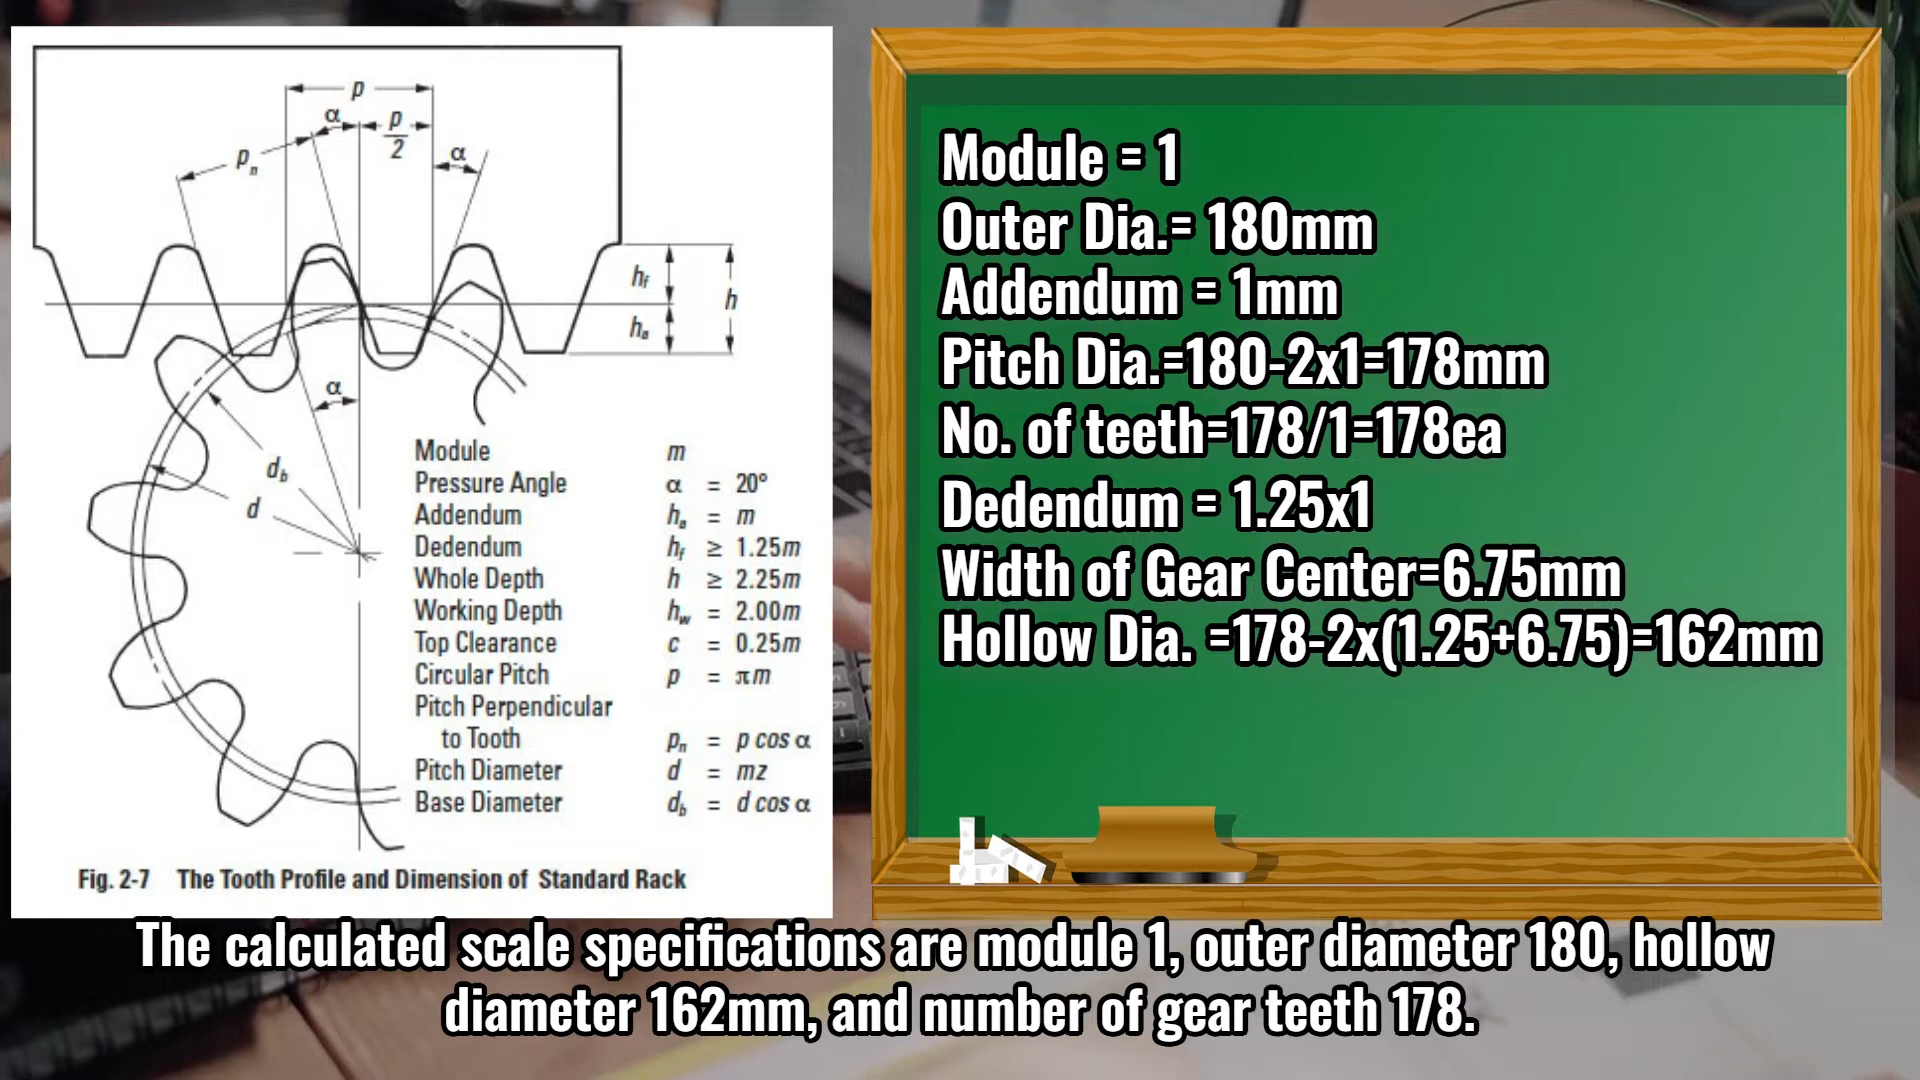 p
α
p
2
α
pn
hf
h
ha
α
db
d
Module m
Pressure Angle α = 20°
Addendum ha = m
Dedendum hf ≥ 1.25m
Whole Depth h ≥ 2.25m
Working Depth hw = 2.00m
Top Clearance c = 0.25m
Circular Pitch p = πm
Pitch Perpendicular
to Tooth pn = p cos α
Pitch Diameter d = mz
Base Diameter db = d cos α
Fig. 2-7 The Tooth Profile and Dimension of Standard Rack
Module = 1
Outer Dia.= 180mm
Addendum = 1mm
Pitch Dia.=180-2x1=178mm
No. of teeth=178/1=178ea
Dedendum = 1.25x1
Width of Gear Center=6.75mm
Hollow Dia. =178-2x(1.25+6.75)=162mm
The calculated scale specifications are module 1, outer diameter 180, hollow
diameter 162mm, and number of gear teeth 178.